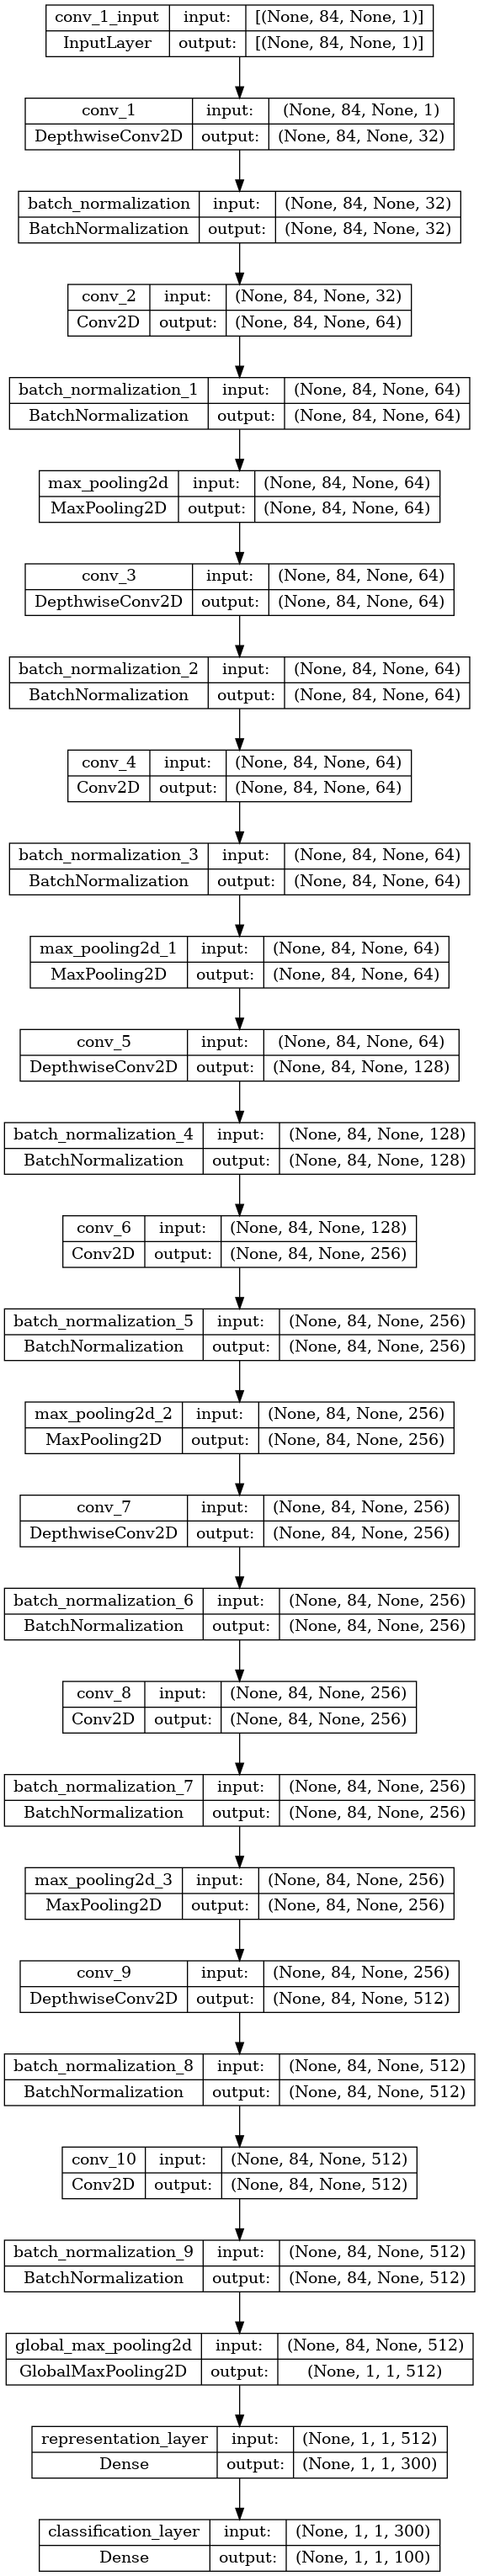 conv_1_input input: [(None, 84, None, 1)]
InputLayer output: [(None, 84, None, 1)]
conv_1 input: (None, 84, None, 1)
DepthwiseConv2D output: (None, 84, None, 32)
batch_normalization input: (None, 84, None, 32)
BatchNormalization output: (None, 84, None, 32)
conv_2 input: (None, 84, None, 32)
Conv2D output: (None, 84, None, 64)
batch_normalization_1 input: (None, 84, None, 64)
BatchNormalization output: (None, 84, None, 64)
max_pooling2d input: (None, 84, None, 64)
MaxPooling2D output: (None, 84, None, 64)
conv_3 input: (None, 84, None, 64)
DepthwiseConv2D output: (None, 84, None, 64)
batch_normalization_2 input: (None, 84, None, 64)
BatchNormalization output: (None, 84, None, 64)
conv_4 input: (None, 84, None, 64)
Conv2D output: (None, 84, None, 64)
batch_normalization_3 input: (None, 84, None, 64)
BatchNormalization output: (None, 84, None, 64)
max_pooling2d_1 input: (None, 84, None, 64)
MaxPooling2D output: (None, 84, None, 64)
conv_5 input: (None, 84, None, 64)
DepthwiseConv2D output: (None, 84, None, 128)
batch_normalization_4 input: (None, 84, None, 128)
BatchNormalization output: (None, 84, None, 128)
conv_6 input: (None, 84, None, 128)
Conv2D output: (None, 84, None, 256)
batch_normalization_5 input: (None, 84, None, 256)
BatchNormalization output: (None, 84, None, 256)
max_pooling2d_2 input: (None, 84, None, 256)
MaxPooling2D output: (None, 84, None, 256)
conv_7 input: (None, 84, None, 256)
DepthwiseConv2D output: (None, 84, None, 256)
batch_normalization_6 input: (None, 84, None, 256)
BatchNormalization output: (None, 84, None, 256)
conv_8 input: (None, 84, None, 256)
Conv2D output: (None, 84, None, 256)
batch_normalization_7 input: (None, 84, None, 256)
BatchNormalization output: (None, 84, None, 256)
max_pooling2d_3 input: (None, 84, None, 256)
MaxPooling2D output: (None, 84, None, 256)
conv_9 input: (None, 84, None, 256)
DepthwiseConv2D output: (None, 84, None, 512)
batch_normalization_8 input: (None, 84, None, 512)
BatchNormalization output: (None, 84, None, 512)
conv_10 input: (None, 84, None, 512)
Conv2D output: (None, 84, None, 512)
batch_normalization_9 input: (None, 84, None, 512)
BatchNormalization output: (None, 84, None, 512)
global_max_pooling2d input: (None, 84, None, 512)
GlobalMaxPooling2D output: (None, 1, 1, 512)
representation_layer input: (None, 1, 1, 512)
Dense output: (None, 1, 1, 300)
classification_layer input: (None, 1, 1, 300)
Dense output: (None, 1, 1, 100)